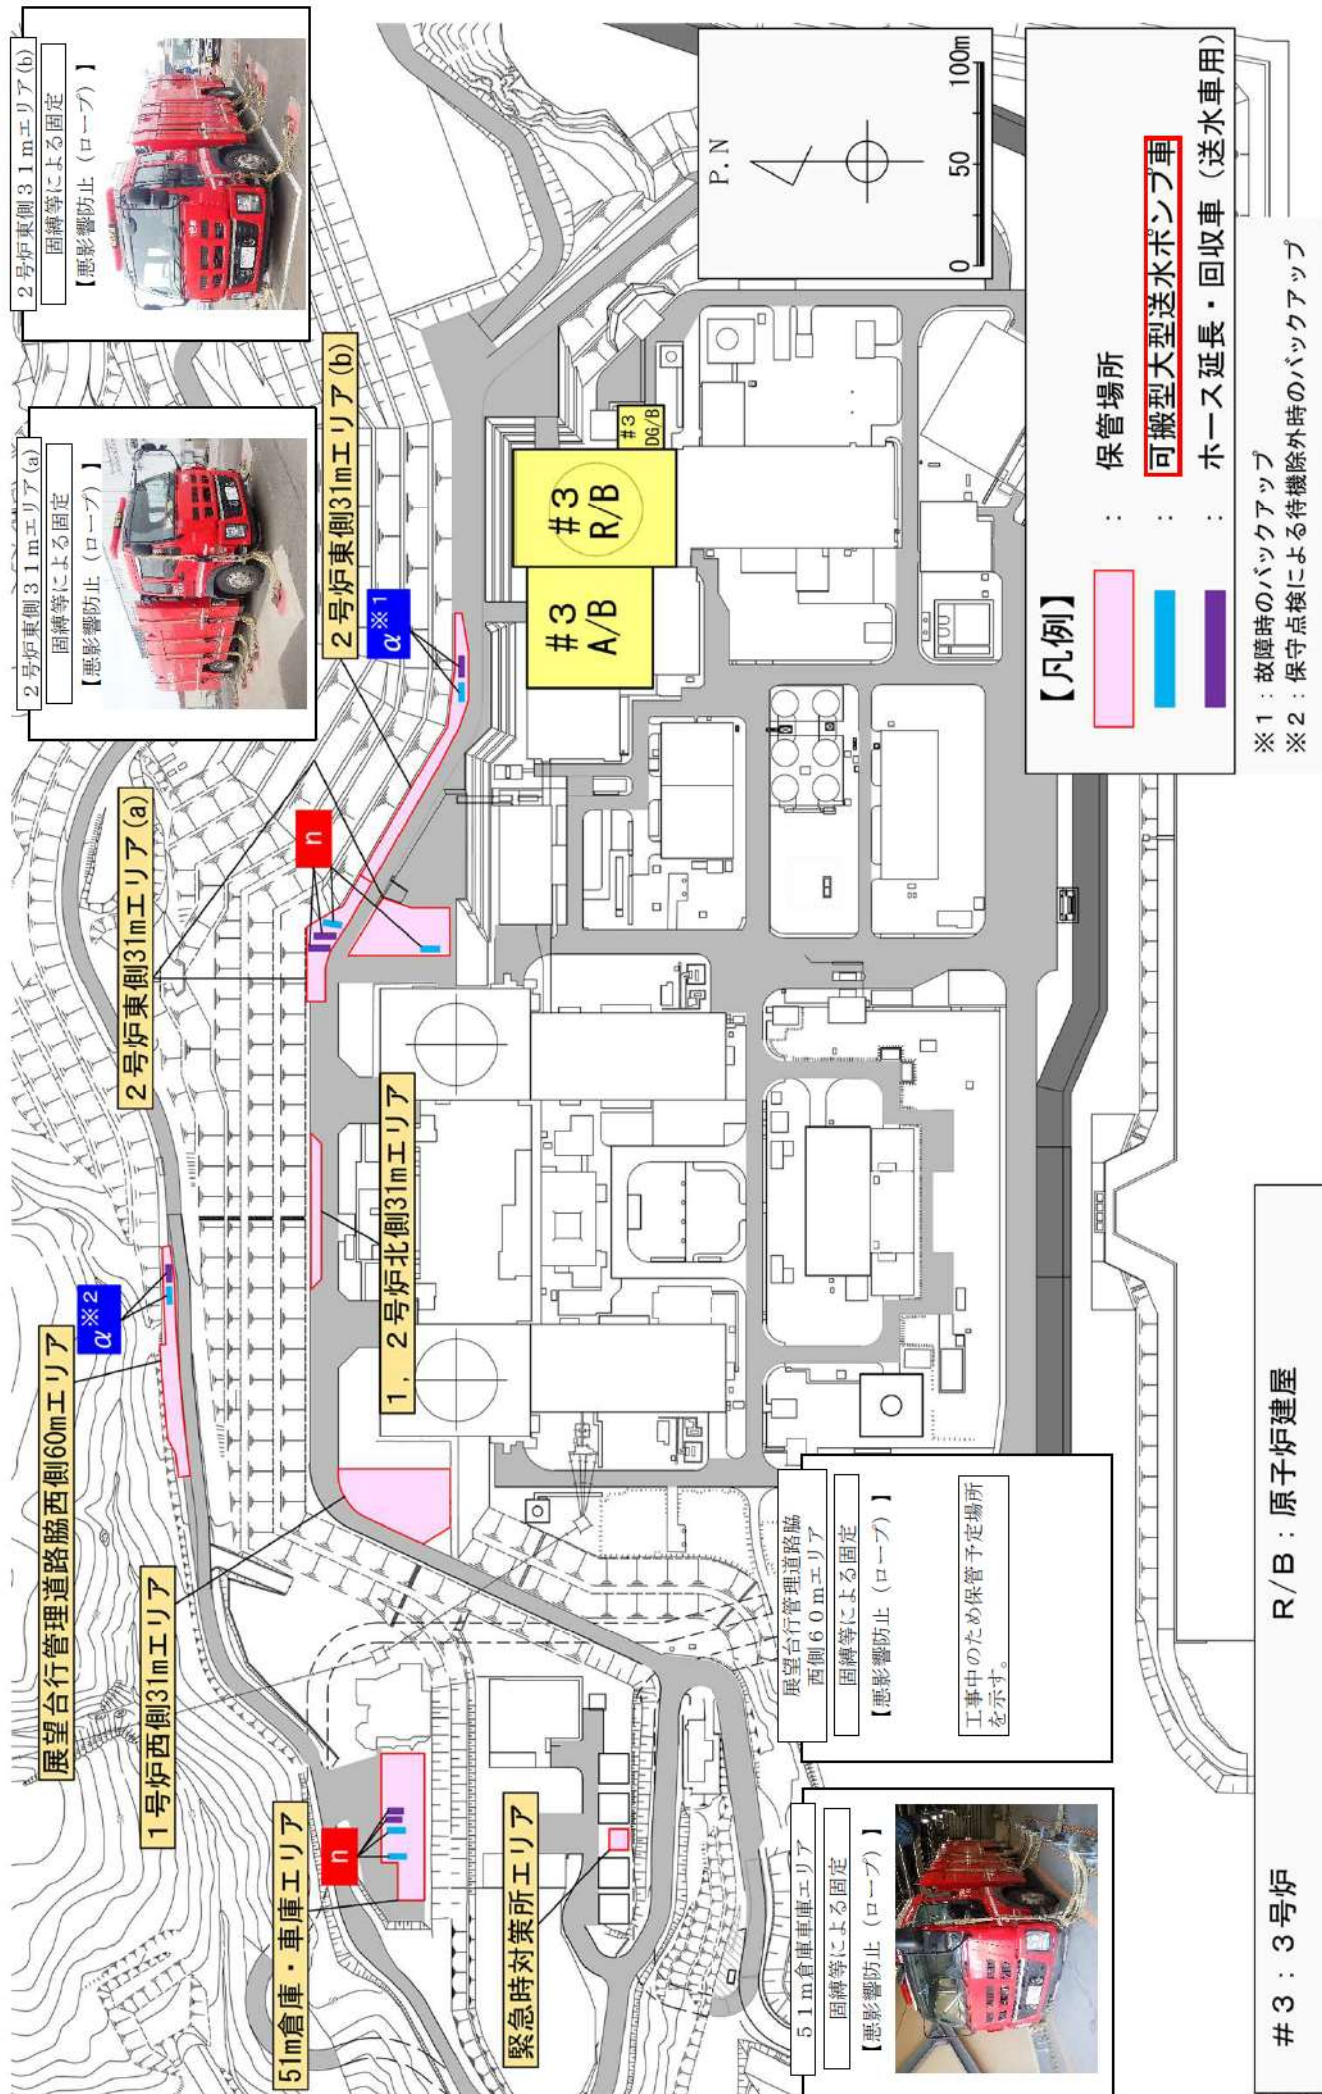 ２号炉東側３１ｍエリア(a)
固縛等による固定
【悪影響防止（ロープ）】
２号炉東側３１ｍエリア(b)
固縛等による固定
【悪影響防止（ロープ）】
展望台行管理道路脇西側60mエリア
α※2
２号炉東側31mエリア(a)
n
２号炉東側31mエリア(b)
α※1
1号炉西側31mエリア
1，2号炉北側31mエリア
51m倉庫・車庫エリア
n
緊急時対策所エリア
#3
A/B
#3
R/B
#3
DG/B
P.N
0 50 100m
５１ｍ倉庫車庫エリア
固縛等による固定
【悪影響防止（ロープ）】
展望台行管理道路脇
西側６０ｍエリア
固縛等による固定
【悪影響防止（ロープ）】
工事中のため保管予定場所
を示す。
【凡例】
： 保管場所
： 可搬型大型送水ポンプ車
： ホース延長・回収車（送水車用）
※1：故障時のバックアップ
※2：保守点検による待機除外時のバックアップ
#3：3号炉 R/B：原子炉建屋